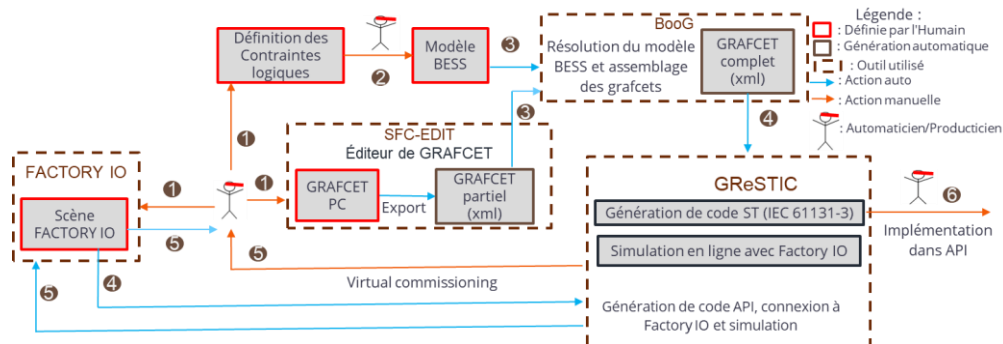 BooG
Légende :
: Définie par l'Humain
: Génération automatique
: Outil utilisé
: Action auto
: Action manuelle
: Automaticien/Producticien
Définition des
Contraintes
logiques
2
Modèle
BESS
3
Résolution du modèle
BESS et assemblage
des grafcets
GRAFCET
complet
(xml)
1
3
4
SFC-EDIT
Éditeur de GRAFCET
FACTORY IO
1
1
GRAFCET
PC
Export
GRAFCET
partiel
(xml)
Scène
FACTORY IO
5
GReSTIC
Génération de code ST (IEC 61131-3)
Simulation en ligne avec Factory IO
6
Implémentation
dans API
5
4
5
Virtual commissioning
Génération de code API, connexion à
Factory IO et simulation